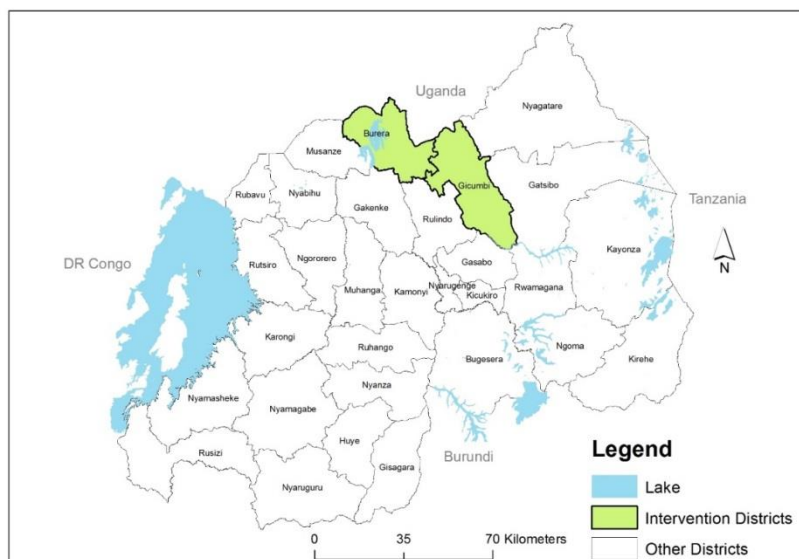 Uganda
Nyagatare
Burera
Musanze
Gicumbi
Gatsibo
Rubavu
Nyabihu
Tanzania
Gakenke
Rulindo
Kayonza
N
DR Congo
Rutsiro
Ngororero
Gasabo
Muhanga
Kamonyi
Nyarugenge
Kicukiro
Rwamagana
Karongi
Ruhango
Bugesera
Ngoma
Kirehe
Nyanza
Nyamasheke
Nyamagabe
Huye
Rusizi
Gisagara
Burundi
Nyaruguru
Legend
Lake
Intervention Districts
Other Districts
0 35 70 Kilometers